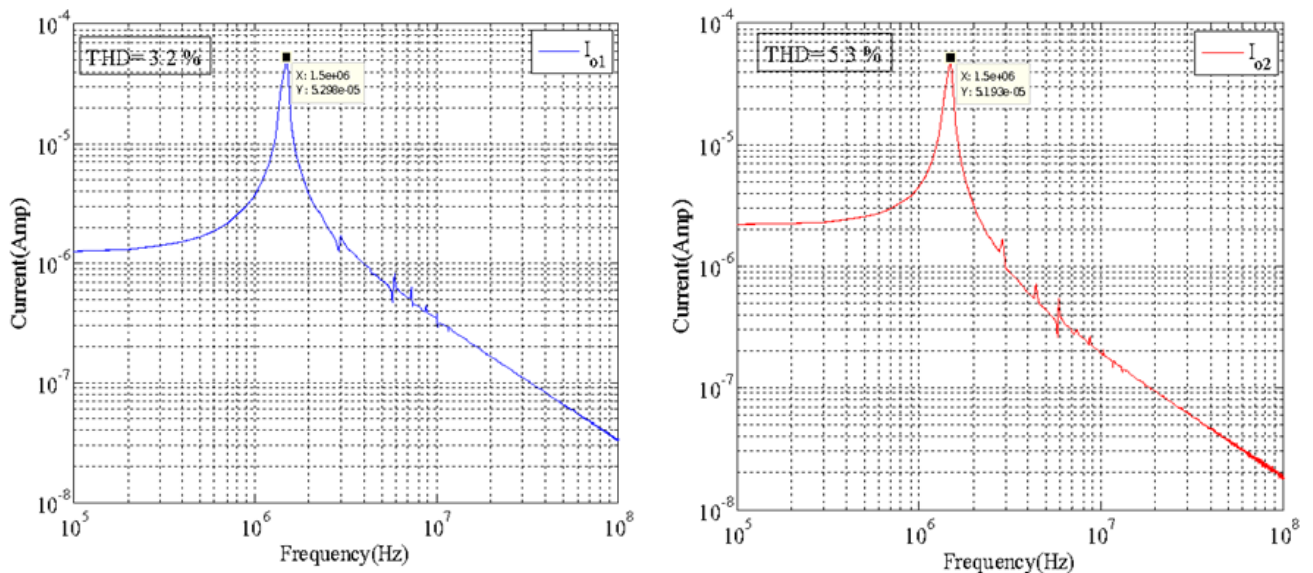 10^-4
10^-5
10^-6
10^-7
10^-8
Current(Amp)
THD= 3.2 %
I_o1
X: 1.5e+06
Y: 5.298e-05
10^5
10^6
10^7
10^8
Frequency(Hz)
10^-4
10^-5
10^-6
10^-7
10^-8
Current(Amp)
THD= 5.3 %
I_o2
X: 1.5e+06
Y: 5.193e-05
10^5
10^6
10^7
10^8
Frequency(Hz)